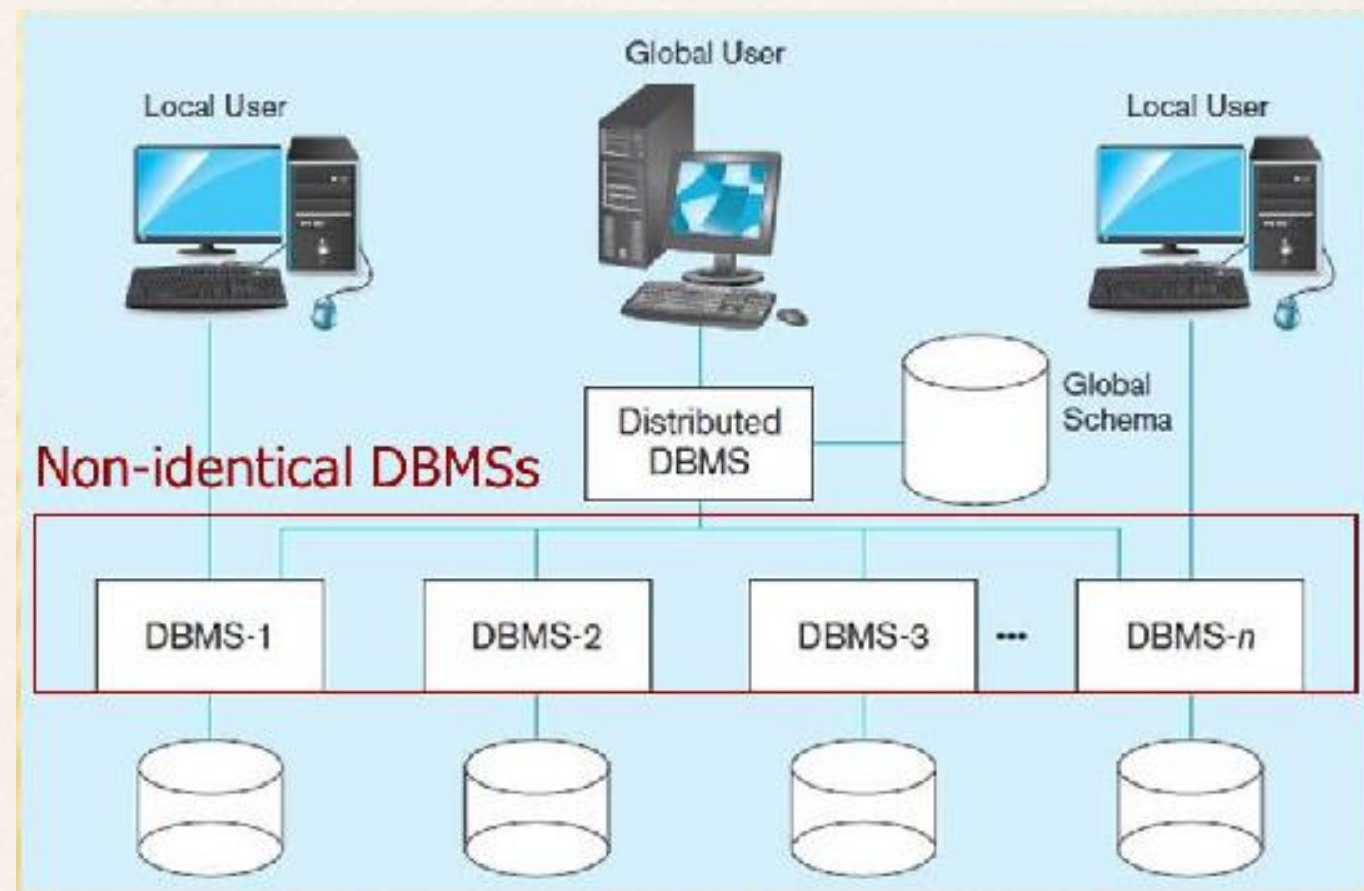 Global User
Local User
Local User
Global
Schema
Distributed
DBMS
Non-identical DBMSs
DBMS-1
DBMS-2
DBMS-3
•••
DBMS-n